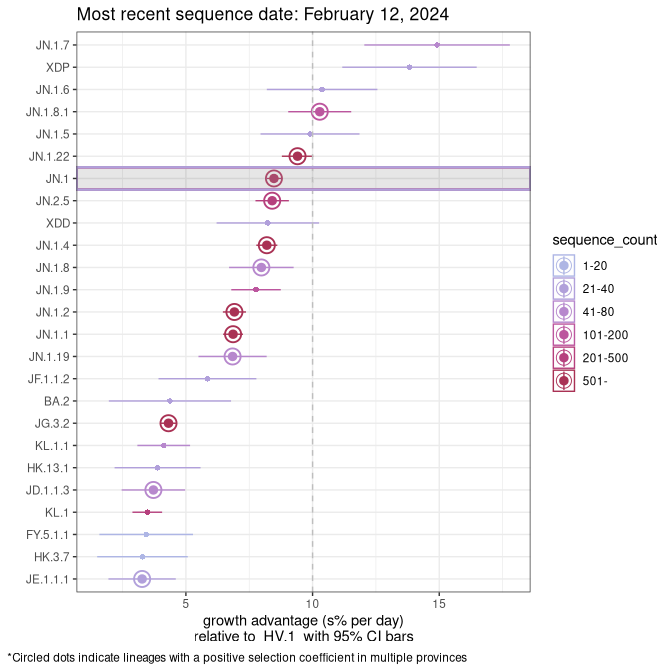 Most recent sequence date: February 12, 2024
JN.1.7
XDP
JN.1.6
JN.1.8.1
JN.1.5
JN.1.22
JN.1
JN.2.5
XDD
JN.1.4
JN.1.8
JN.1.9
JN.1.2
JN.1.1
JN.1.19
JF.1.1.2
BA.2
JG.3.2
KL.1.1
HK.13.1
JD.1.1.3
KL.1
FY.5.1.1
HK.3.7
JE.1.1.1
5 10 15
growth advantage (s% per day)
relative to HV.1 with 95% CI bars
sequence_count
1-20
21-40
41-80
101-200
201-500
501-
*Circled dots indicate lineages with a positive selection coefficient in multiple provinces